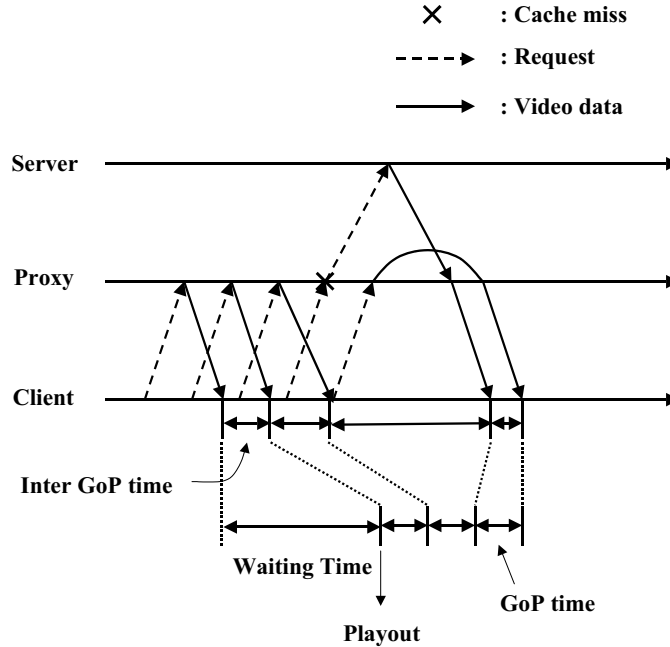 : Cache miss
: Request
: Video data
Server
Proxy
Client
Inter GoP time
Waiting Time
GoP time
Playout